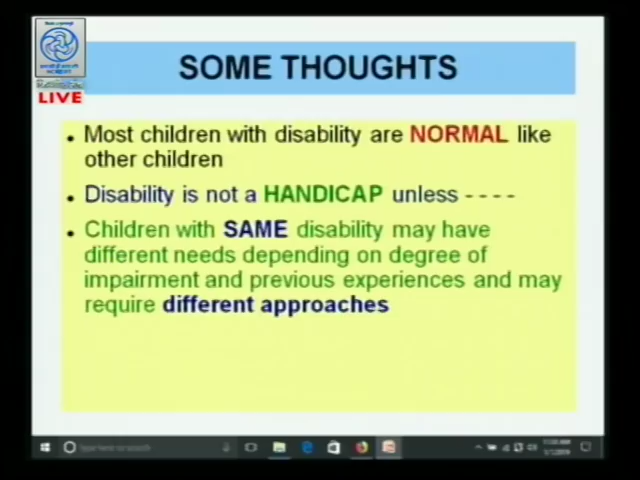 SOME THOUGHTS
LIVE
• Most children with disability are NORMAL like
other children
• Disability is not a HANDICAP unless - - - -
• Children with SAME disability may have
different needs depending on degree of
impairment and previous experiences and may
require different approaches